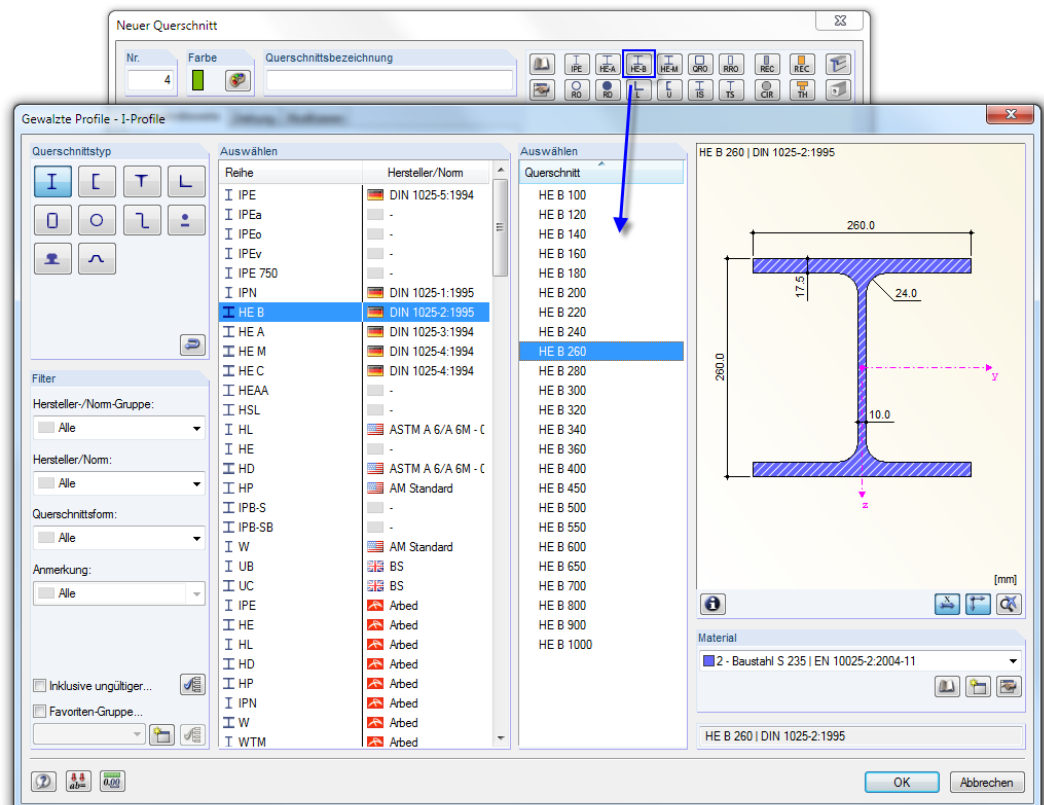 Neuer Querschnitt
Nr.
Farbe
Querschnittsbezeichnung
4
IPE
HE-A
HE-B
HE-M
QRO
RRO
REC
REC
RD
RD
L
U
IS
TS
CIR
TH
Gewalzte Profile - I-Profile
Querschnittstyp
Filter
Hersteller-/Norm-Gruppe:
Alle
Hersteller/Norm:
Alle
Querschnittsform:
Alle
Anmerkung:
Alle
Inklusive ungültiger...
Favoriten-Gruppe...
Auswählen
Reihe Hersteller/Norm
IPE DIN 1025-5:1994
IPEa -
IPEo -
IPEv -
IPE 750 -
IPN DIN 1025-1:1995
HE B DIN 1025-2:1995
HE A DIN 1025-3:1994
HE M DIN 1025-4:1994
HE C DIN 1025-4:1994
HEAA -
HSL -
HL ASTM A 6/A 6M - 0
HE -
HD ASTM A 6/A 6M - 0
HP AM Standard
IPB-S -
IPB-SB -
W AM Standard
UB BS
UC BS
IPE Arbed
HE Arbed
HL Arbed
HD Arbed
HP Arbed
IPN Arbed
W Arbed
WTM Arbed
Auswählen
Querschnitt
HE B 100
HE B 120
HE B 140
HE B 160
HE B 180
HE B 200
HE B 220
HE B 240
HE B 260
HE B 280
HE B 300
HE B 320
HE B 340
HE B 360
HE B 400
HE B 450
HE B 500
HE B 550
HE B 600
HE B 650
HE B 700
HE B 800
HE B 900
HE B 1000
HE B 260 | DIN 1025-2:1995
260.0
17.5
24.0
260.0
y
10.0
z
[mm]
Material
2 - Baustahl S 235 | EN 10025-2:2004-11
HE B 260 | DIN 1025-2:1995
ab=
0.00
OK
Abbrechen